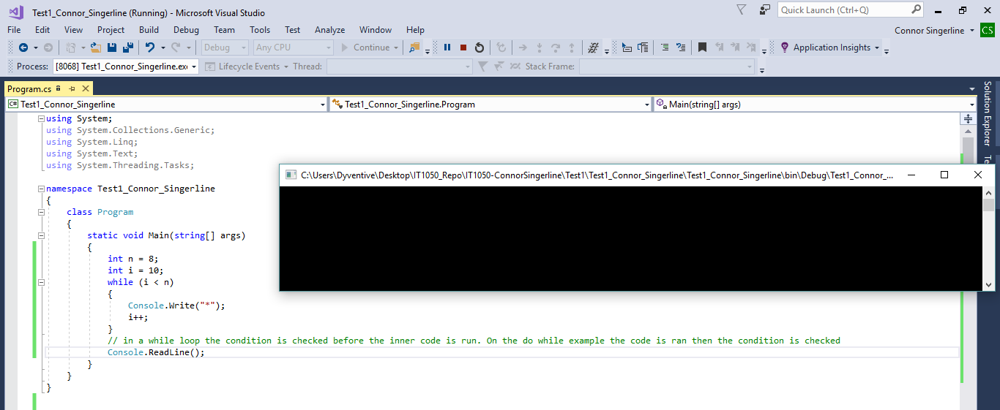 Test1_Connor_Singerline (Running) - Microsoft Visual Studio
Quick Launch (Ctrl+Q)
File Edit View Project Build Debug Team Tools Test Analyze Window Help
Connor Singerline CS
Debug Any CPU Continue Application Insights
Process: [8068] Test1_Connor_Singerline.exe Lifecycle Events Thread: Stack Frame:
Program.cs
C# Test1_Connor_Singerline Test1_Connor_Singerline.Program Main(string[] args)
Solution Explorer
Te
using System;
using System.Collections.Generic;
using System.Linq;
using System.Text;
using System.Threading.Tasks;
C:\Users\Dyventive\Desktop\IT1050_Repo\IT1050-ConnorSingerline\Test1\Test1_Connor_Singerline\Test1_Connor_Singerline\bin\Debug\Test1_Connor_...
namespace Test1_Connor_Singerline
{
class Program
{
static void Main(string[] args)
{
int n = 8;
int i = 10;
while (i < n)
{
Console.Write("*");
i++;
}
// in a while loop the condition is checked before the inner code is run. On the do while example the code is ran then the condition is checked
Console.ReadLine();
}
}
}